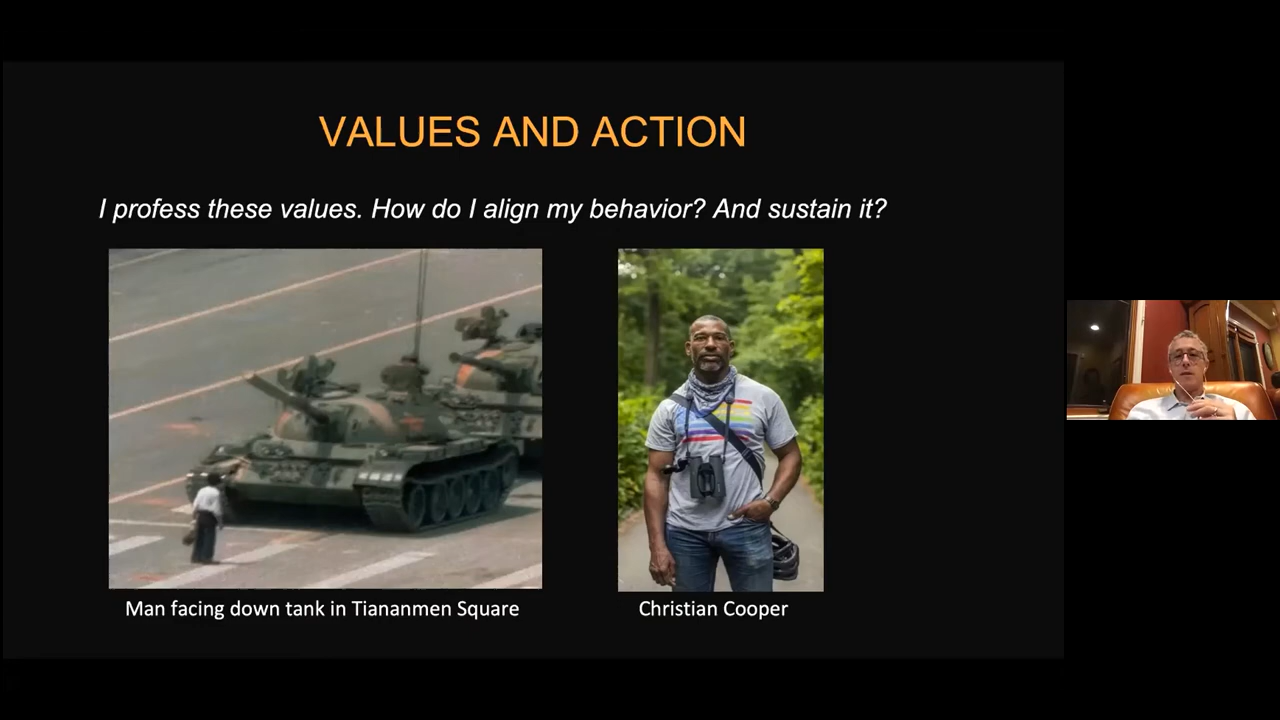 VALUES AND ACTION
I profess these values. How do I align my behavior? And sustain it?
Man facing down tank in Tiananmen Square
Christian Cooper